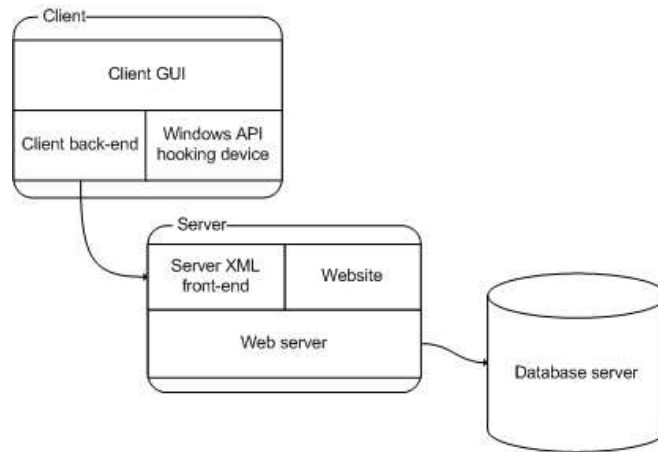 Client
Client GUI
Client back-end
Windows API
hooking device
Server
Server XML
front-end
Website
Web server
Database server